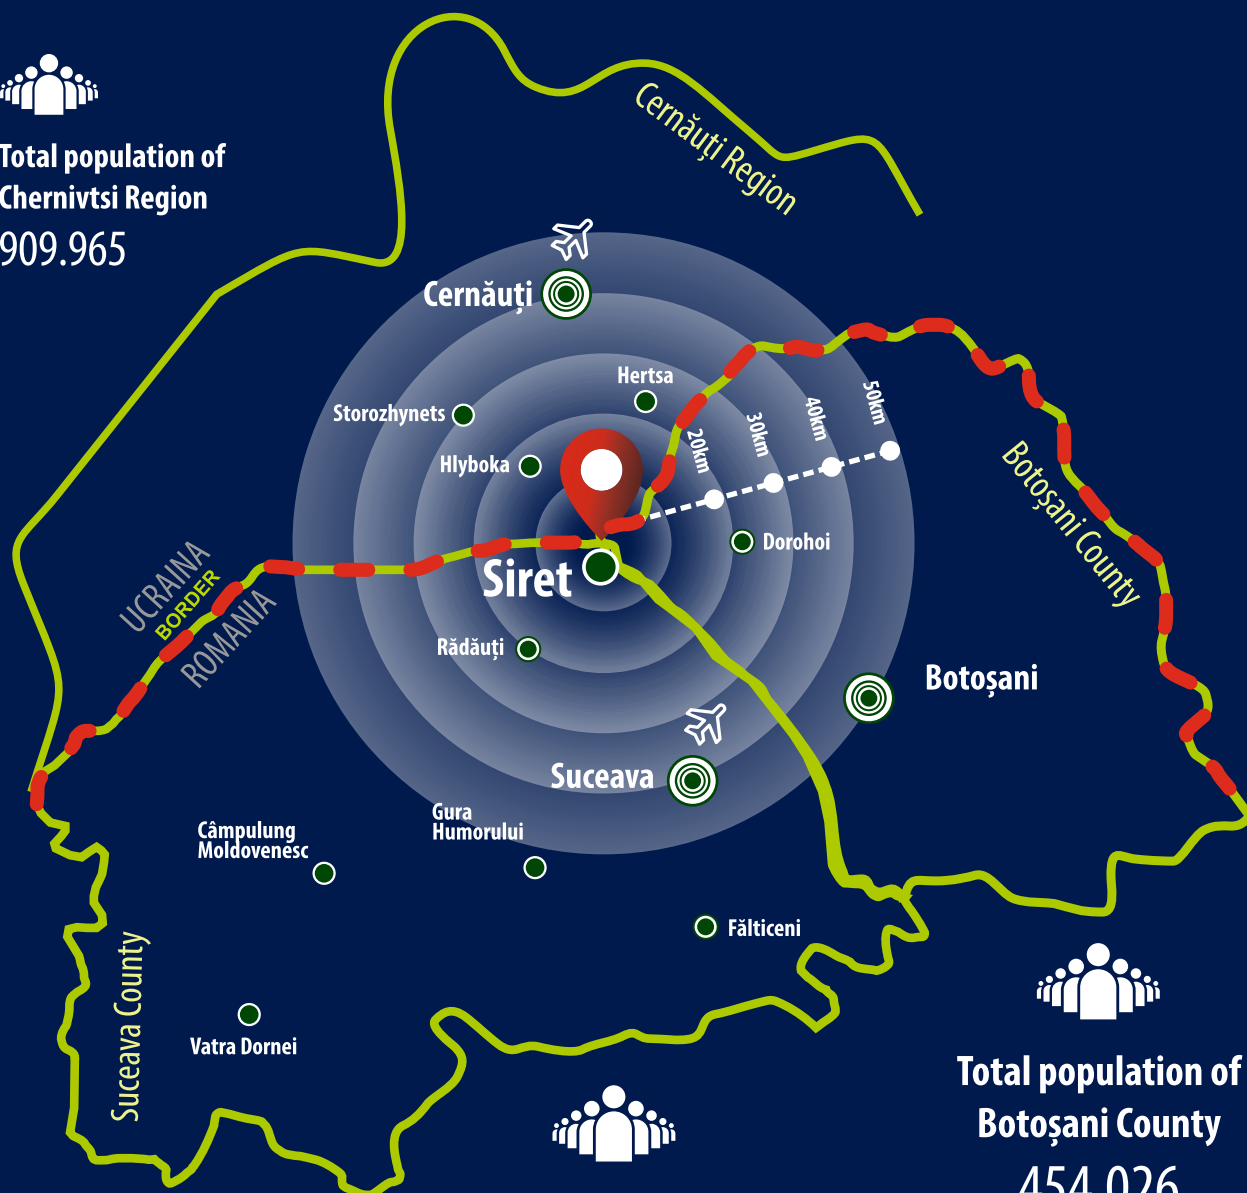 Total population of
Chernivtsi Region
909.965
Cernăuți Region
Cernăuți
Hertsa
Storozhynets
Hlyboka
20km
30km
40km
50km
Botoșani County
Dorohoi
Siret
UCRAINA
BORDER
ROMANIA
Rădăuți
Botoșani
Suceava
Gura
Humorului
Câmpulung
Moldovenesc
Fălticeni
Suceava County
Vatra Dornei
Total population of
Botoșani County
454.026